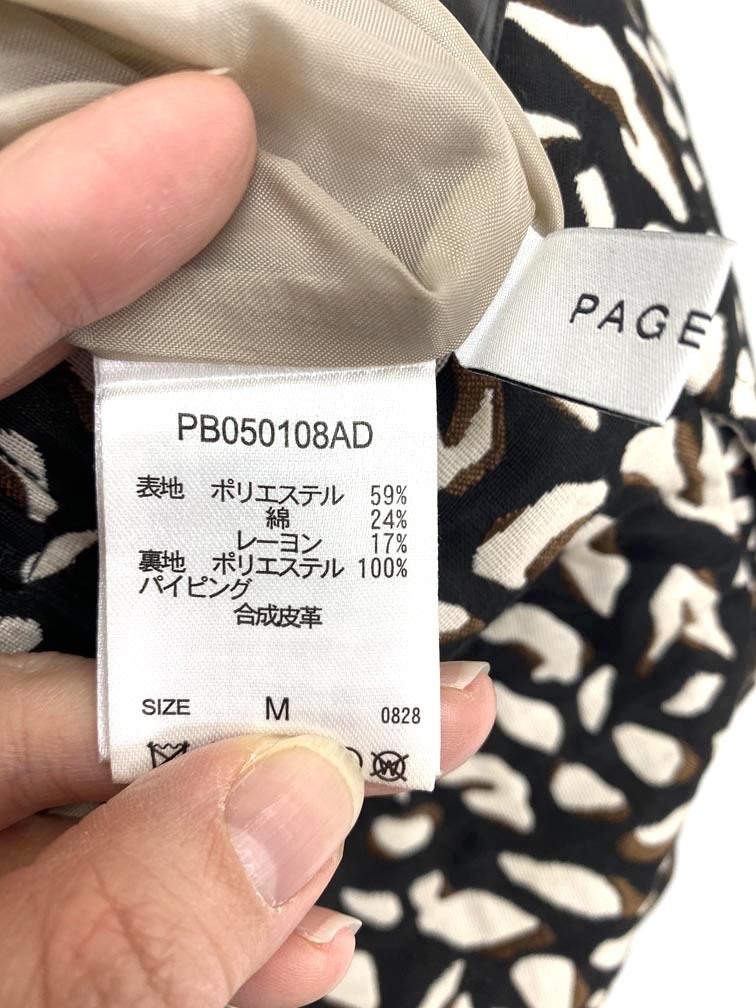 PAGE
PB050108AD
表地 ポリエステル 59%
綿 24%
レーヨン 17%
裏地 ポリエステル 100%
パイピング
合成皮革
SIZE M 0828
W